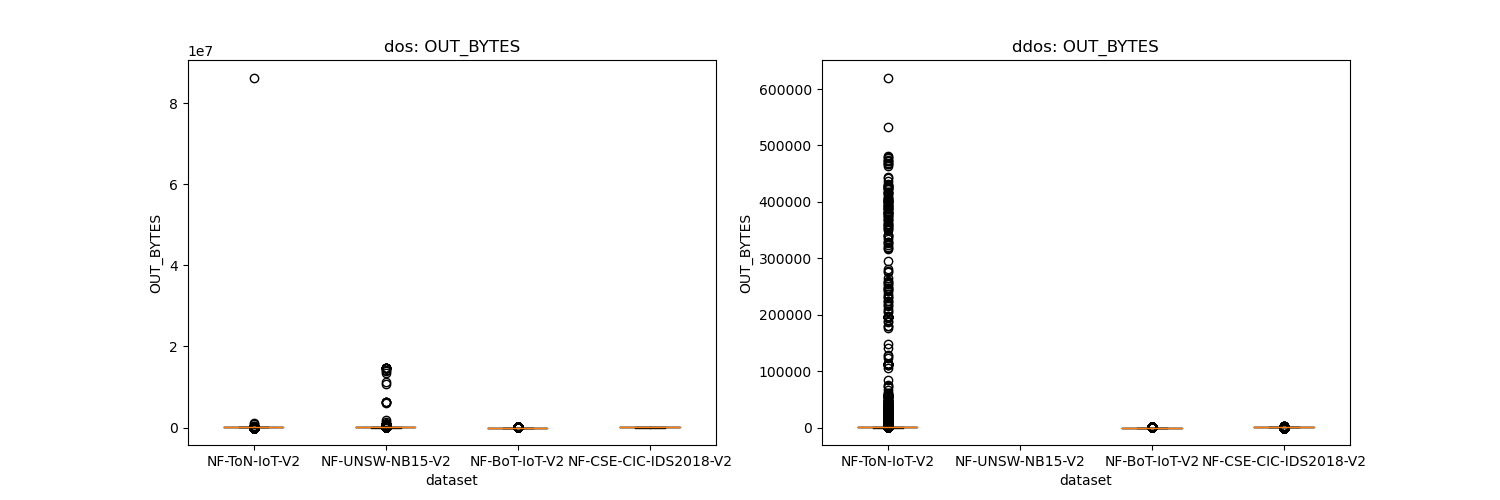 dos: OUT_BYTES
1e7
8
6
4
2
0
OUT_BYTES
NF-ToN-IoT-V2 NF-UNSW-NB15-V2 NF-BoT-IoT-V2 NF-CSE-CIC-IDS2018-V2
dataset
ddos: OUT_BYTES
600000
500000
400000
300000
200000
100000
0
OUT_BYTES
NF-ToN-IoT-V2 NF-UNSW-NB15-V2 NF-BoT-IoT-V2 NF-CSE-CIC-IDS2018-V2
dataset